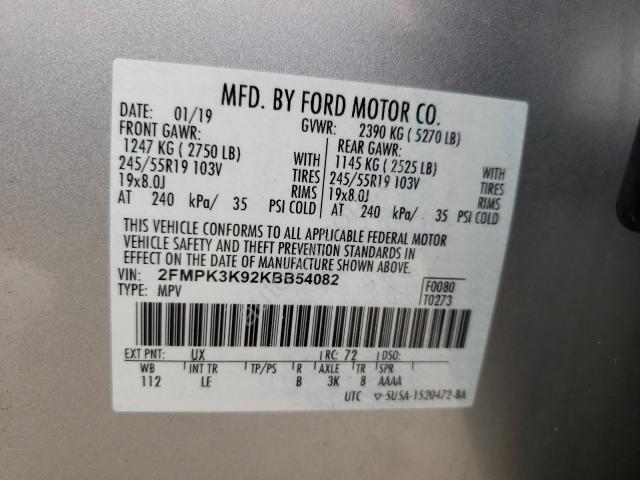 MFD. BY FORD MOTOR CO.
DATE: 01/19 GVWR: 2390 KG ( 5270 LB)
FRONT GAWR: REAR GAWR:
1247 KG ( 2750 LB) WITH 1145 KG ( 2525 LB) WITH
245/55R19 103V TIRES 245/55R19 103V TIRES
19x8.0J RIMS 19x8.0J RIMS
AT 240 kPa/ 35 PSI COLD AT 240 kPa/ 35 PSI COLD
THIS VEHICLE CONFORMS TO ALL APPLICABLE FEDERAL MOTOR
VEHICLE SAFETY AND THEFT PREVENTION STANDARDS IN
EFFECT ON THE DATE OF MANUFACTURE SHOWN ABOVE.
VIN: 2FMPK3K92KBB54082 F0080
TYPE: MPV T0273
EXT PNT: UX RC: 72 DSO:
WB INT TR TP/PS R AXLE TR SPR
112 LE B 3K 8 AAAA
UTC ▽ 5U5A-1520472-BA